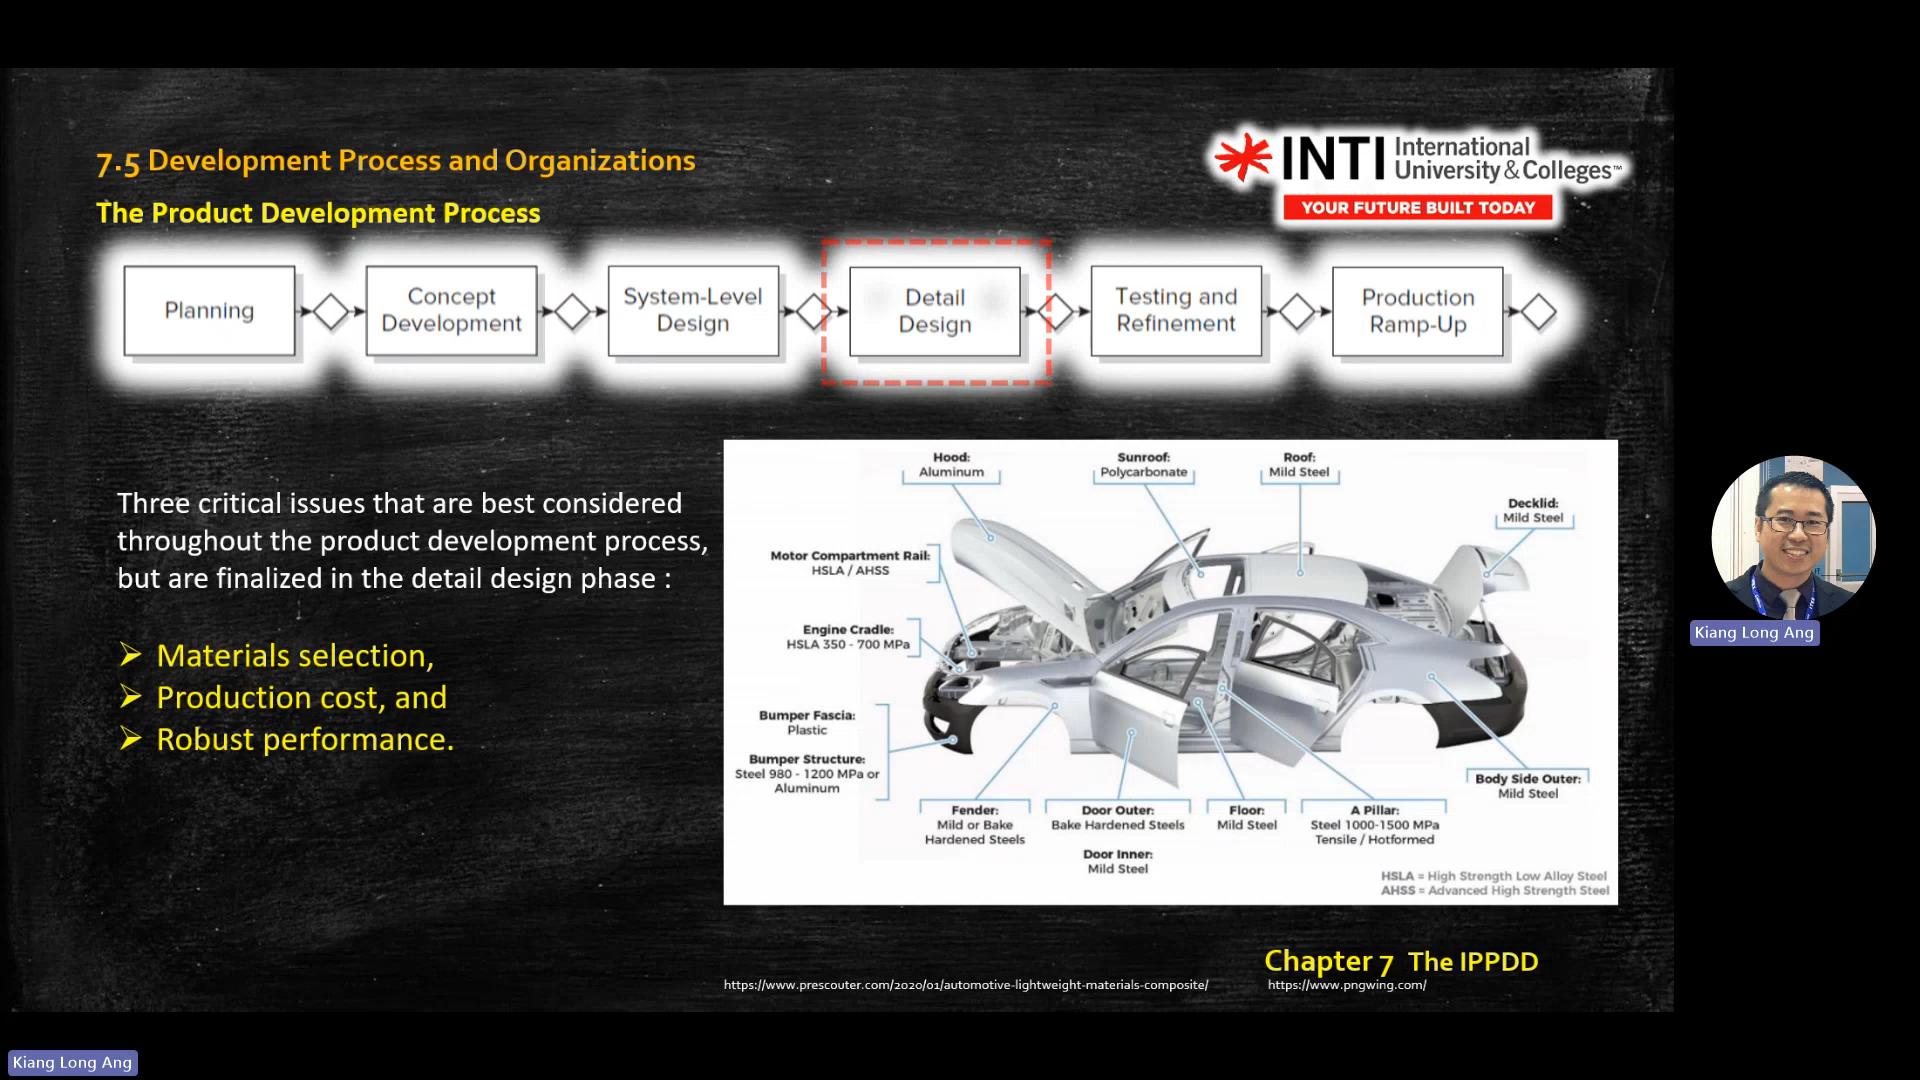 7.5 Development Process and Organizations
The Product Development Process
INTI International
University & Colleges™
YOUR FUTURE BUILT TODAY
Planning
Concept
Development
System-Level
Design
Detail
Design
Testing and
Refinement
Production
Ramp-Up
Three critical issues that are best considered
throughout the product development process,
but are finalized in the detail design phase :
Materials selection,
Production cost, and
Robust performance.
Hood:
Aluminum
Sunroof:
Polycarbonate
Roof:
Mild Steel
Decklid:
Mild Steel
Motor Compartment Rail:
HSLA / AHSS
Engine Cradle:
HSLA 350 - 700 MPa
Bumper Fascia:
Plastic
Bumper Structure:
Steel 980 - 1200 MPa or
Aluminum
Fender:
Mild or Bake
Hardened Steels
Door Outer:
Bake Hardened Steels
Door Inner:
Mild Steel
Floor:
Mild Steel
A Pillar:
Steel 1000-1500 MPa
Tensile / Hotformed
Body Side Outer:
Mild Steel
HSLA = High Strength Low Alloy Steel
AHSS = Advanced High Strength Steel
Chapter 7 The IPPDD
https://www.prescouter.com/2020/01/automotive-lightweight-materials-composite/
https://www.pngwing.com/
Kiang Long Ang
Kiang Long Ang